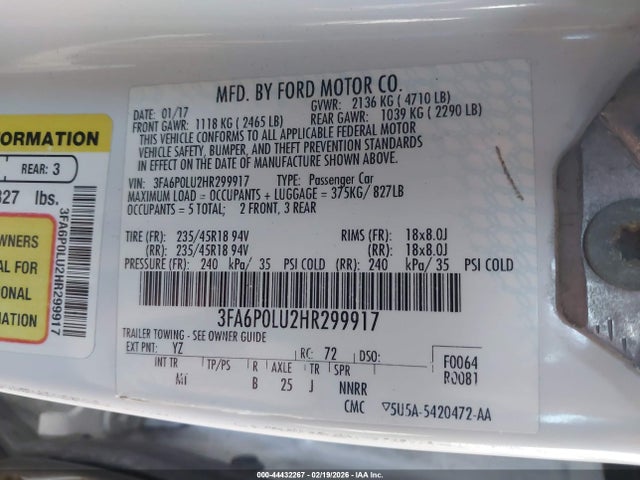 MFD. BY FORD MOTOR CO.
DATE: 01/17 GVWR: 2136 KG ( 4710 LB)
FRONT GAWR: 1118 KG ( 2465 LB) REAR GAWR: 1039 KG ( 2290 LB)
THIS VEHICLE CONFORMS TO ALL APPLICABLE FEDERAL MOTOR
VEHICLE SAFETY, BUMPER, AND THEFT PREVENTION STANDARDS
IN EFFECT ON THE DATE OF MANUFACTURE SHOWN ABOVE.
VIN: 3FA6P0LU2HR299917 TYPE: Passenger Car
MAXIMUM LOAD = OCCUPANTS + LUGGAGE = 375KG/ 827LB
OCCUPANTS = 5 TOTAL; 2 FRONT, 3 REAR
TIRE (FR): 235/45R18 94V RIMS (FR): 18x8.0J
(RR): 235/45R18 94V (RR): 18x8.0J
PRESSURE (FR): 240 kPa/ 35 PSI COLD (RR): 240 kPa/ 35 PSI COLD
3FA6P0LU2HR299917
TRAILER TOWING - SEE OWNER GUIDE
EXT PNT: YZ RC: 72 DSO: F0064
INT TR TP/PS R AXLE TR SPR R0081
MI B 25 J NNRR
CMC 5U5A-5420472-AA
FORMATION
REAR: 3
827 lbs.
3FA6P0LU2HR299917
OWNERS
AL FOR
IONAL
MATION
000-44432267 - 02/19/2026 - IAA Inc.